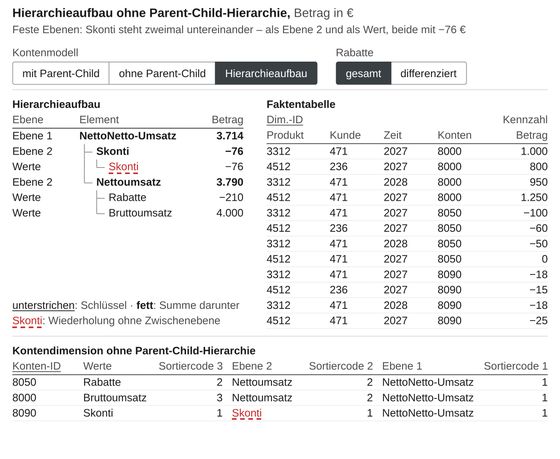 Hierarchieaufbau ohne Parent-Child-Hierarchie, Betrag in €
Feste Ebenen: Skonti steht zweimal untereinander – als Ebene 2 und als Wert, beide mit −76 €
Kontenmodell
mit Parent-Child ohne Parent-Child Hierarchieaufbau
Rabatte
gesamt differenziert
Hierarchieaufbau
Ebene Element Betrag
Ebene 1 NettoNetto-Umsatz 3.714
Ebene 2 Skonti −76
Werte Skonti −76
Ebene 2 Nettoumsatz 3.790
Werte Rabatte −210
Werte Bruttoumsatz 4.000
unterstrichen: Schlüssel · fett: Summe darunter
Skonti: Wiederholung ohne Zwischenebene
Faktentabelle
Dim.-ID Kennzahl
Produkt Kunde Zeit Konten Betrag
3312 471 2027 8000 1.000
4512 236 2027 8000 800
3312 471 2028 8000 950
4512 471 2027 8000 1.250
3312 471 2027 8050 −100
4512 236 2027 8050 −60
3312 471 2028 8050 −50
4512 471 2027 8050 0
3312 471 2027 8090 −18
4512 236 2027 8090 −15
3312 471 2028 8090 −18
4512 471 2027 8090 −25
Kontendimension ohne Parent-Child-Hierarchie
Konten-ID Werte Sortiercode 3 Ebene 2 Sortiercode 2 Ebene 1 Sortiercode 1
8050 Rabatte 2 Nettoumsatz 2 NettoNetto-Umsatz 1
8000 Bruttoumsatz 3 Nettoumsatz 2 NettoNetto-Umsatz 1
8090 Skonti 1 Skonti 1 NettoNetto-Umsatz 1